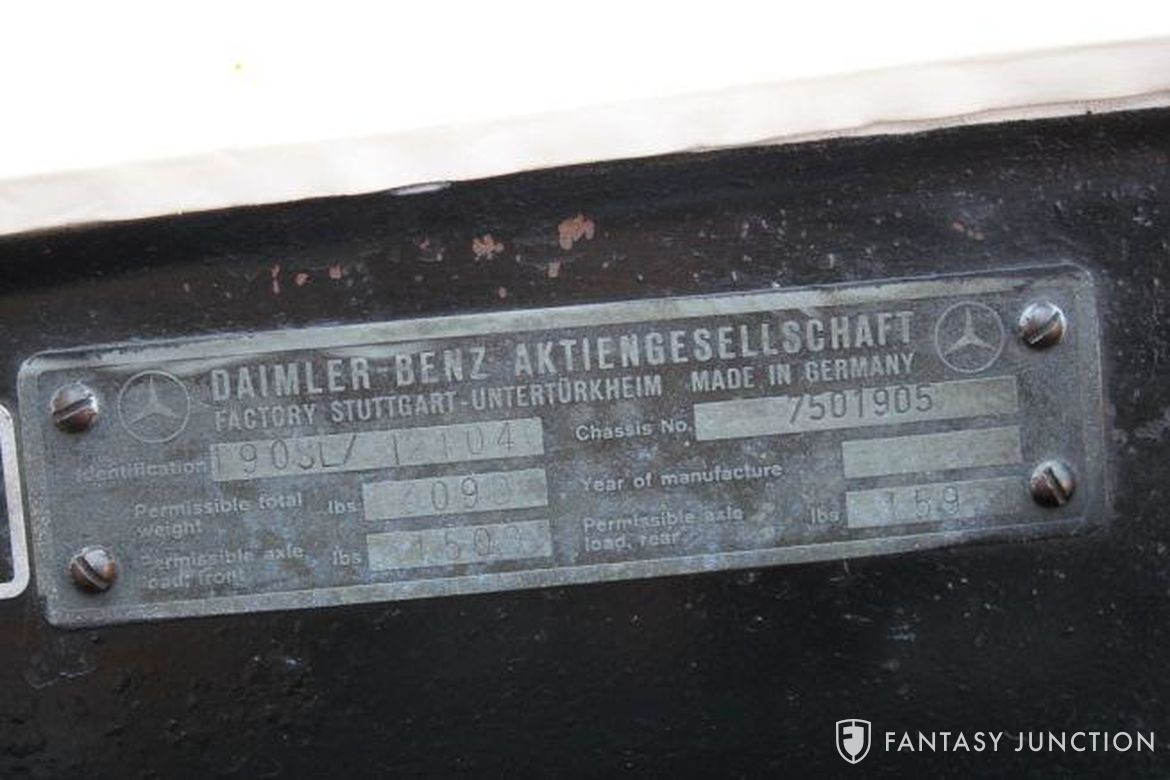 DAIMLER-BENZ AKTIENGESELLSCHAFT
FACTORY STUTTGART-UNTERTÜRKHEIM MADE IN GERMANY
Identification 190SL/ 12104 Chassis No. 7501905
Permissible total weight lbs Year of manufacture
Permissible axle load, front lbs Permissible axle load, rear lbs
FANTASY JUNCTION